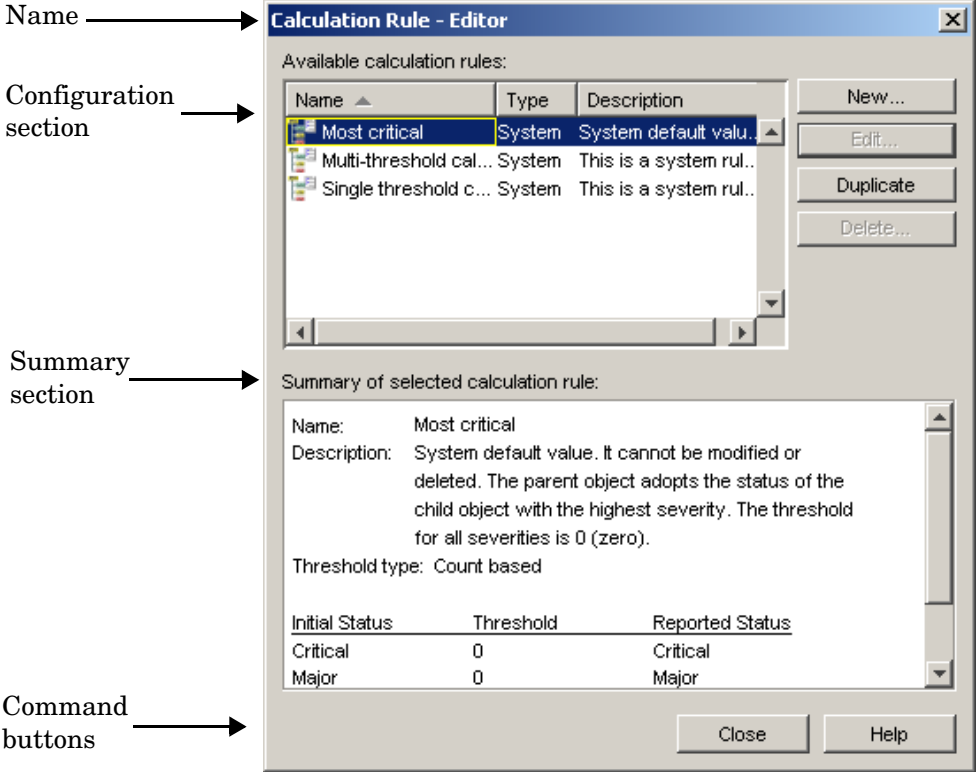 Name
Calculation Rule - Editor
Available calculation rules:
Configuration
section
Name Type Description
Most critical System System default valu...
Multi-threshold cal... System This is a system rul...
Single threshold c... System This is a system rul...
New...
Edit...
Duplicate
Delete...
Summary
section
Summary of selected calculation rule:
Name: Most critical
Description: System default value. It cannot be modified or
deleted. The parent object adopts the status of the
child object with the highest severity. The threshold
for all severities is 0 (zero).
Threshold type: Count based
Initial Status Threshold Reported Status
Critical 0 Critical
Major 0 Major
Command
buttons
Close
Help